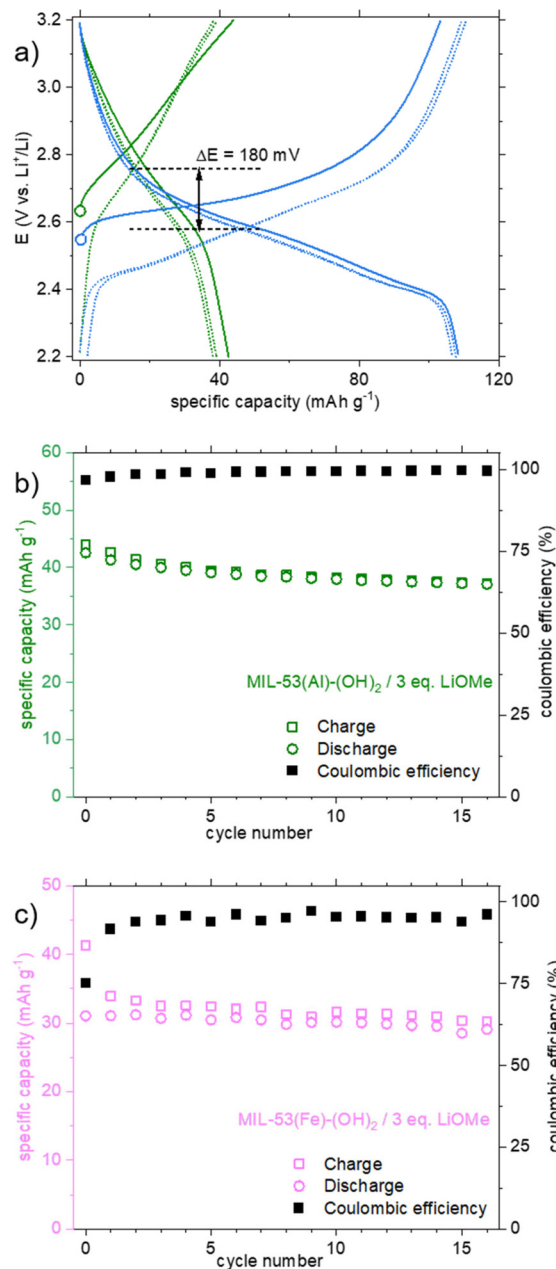 a)
3.2
3.0
2.8
2.6
2.4
2.2
E (V vs. Li⁺/Li)
ΔE = 180 mV
0 40 80 120
specific capacity (mAh g⁻¹)
b)
60
50
40
30
20
10
0
specific capacity (mAh g⁻¹)
100
75
50
25
0
coulombic efficiency (%)
MIL-53(Al)-(OH)₂ / 3 eq. LiOMe
Charge
Discharge
Coulombic efficiency
0 5 10 15
cycle number
c)
50
40
30
20
10
0
specific capacity (mAh g⁻¹)
100
75
50
25
0
coulombic efficiency (%)
MIL-53(Fe)-(OH)₂ / 3 eq. LiOMe
Charge
Discharge
Coulombic efficiency
0 5 10 15
cycle number